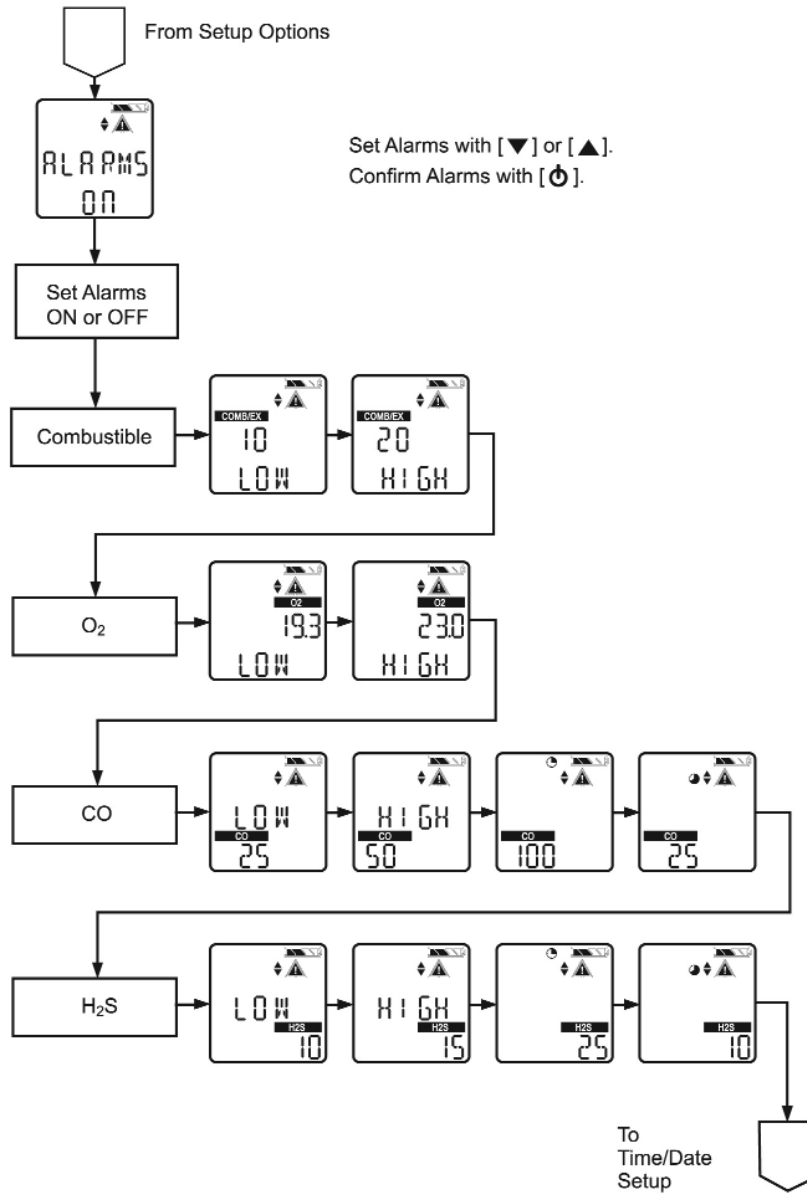 From Setup Options
Set Alarms with [▼] or [▲].
Confirm Alarms with [⏻].
ALARMS
ON
Set Alarms
ON or OFF
Combustible
COMB/EX
10
LOW
COMB/EX
20
HIGH
O₂
O2
19.3
LOW
O2
23.0
HIGH
CO
LOW
CO
25
HIGH
CO
50
CO
100
CO
25
H₂S
LOW
H2S
10
HIGH
H2S
15
H2S
25
H2S
10
To
Time/Date
Setup